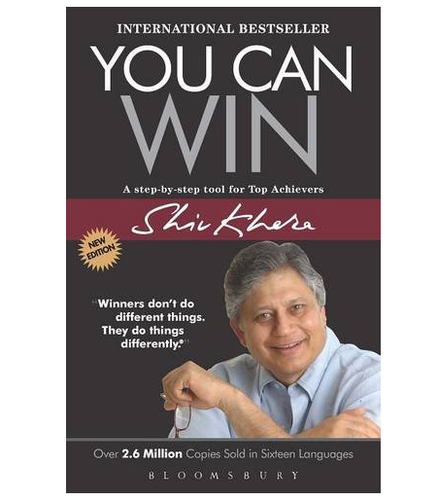 INTERNATIONAL BESTSELLER
YOU CAN
WIN
A step-by-step tool for Top Achievers
Shiv Khera
NEW
EDITION
"Winners don't do
different things.
They do things
differently.®"
Over 2.6 Million Copies Sold in Sixteen Languages
BLOOMSBURY